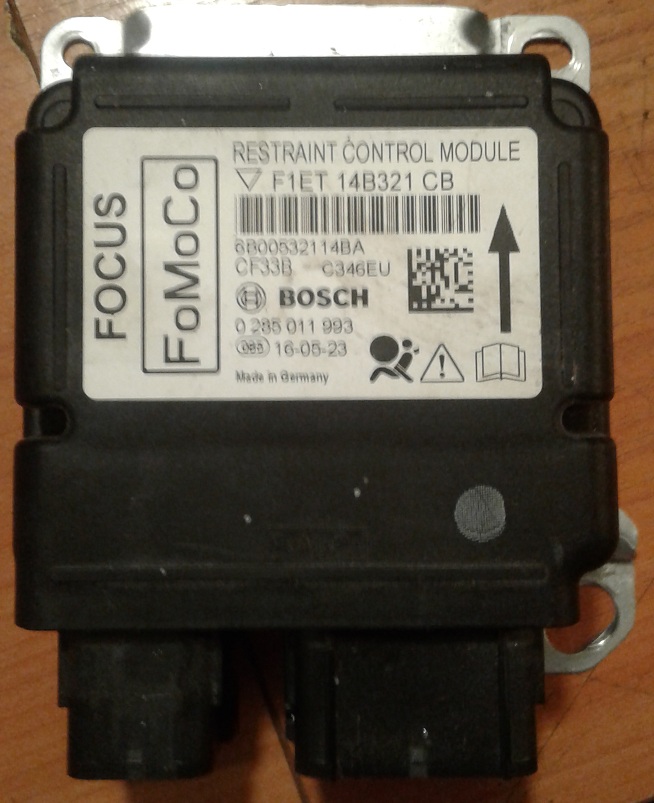 RESTRAINT CONTROL MODULE
F1ET 14B321 CB
6B00532114BA
CF33B C346EU
BOSCH
0 285 011 993
16-05-23
Made in Germany
FOCUS
FoMoCo